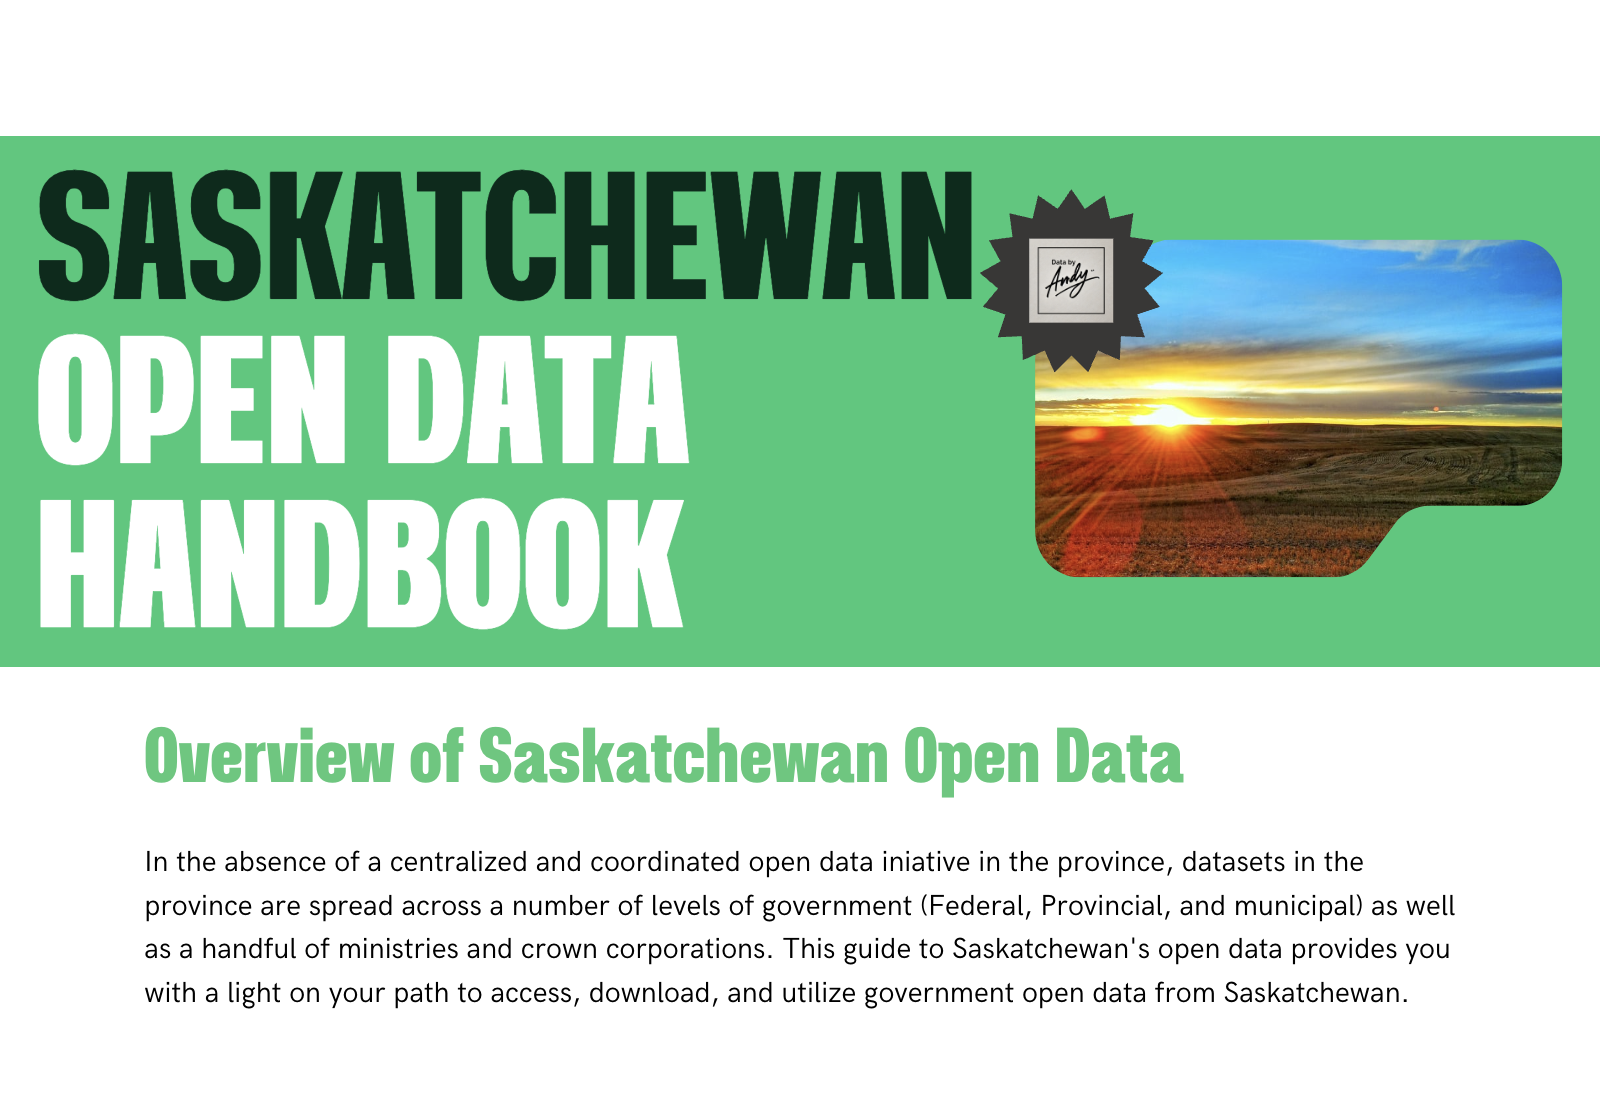 SASKATCHEWAN
OPEN DATA
HANDBOOK
Data by
Andy
Overview of Saskatchewan Open Data
In the absence of a centralized and coordinated open data iniative in the province, datasets in the
province are spread across a number of levels of government (Federal, Provincial, and municipal) as well
as a handful of ministries and crown corporations. This guide to Saskatchewan's open data provides you
with a light on your path to access, download, and utilize government open data from Saskatchewan.